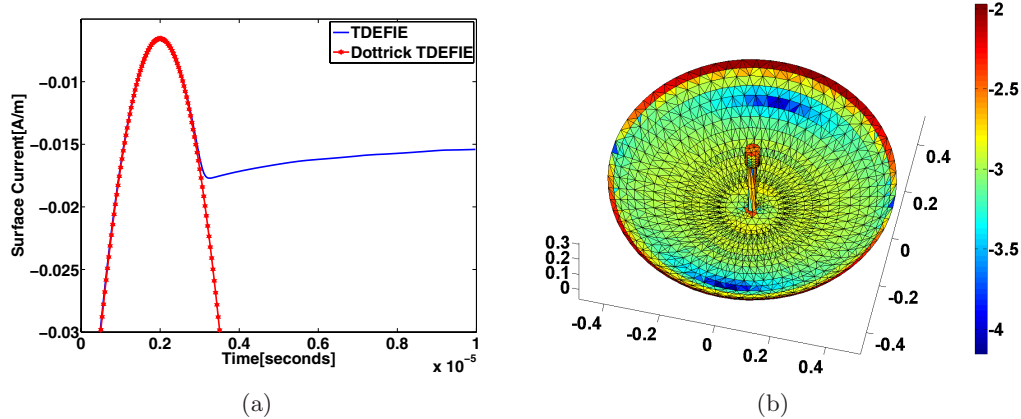 TDEFIE
Dottrick TDEFIE
−0.01
−0.015
−0.02
−0.025
−0.03
Surface Current[A/m]
0 0.2 0.4 0.6 0.8 1
Time[seconds]
x 10⁻⁵
(a)
0.3
0.2
0.1
0
−0.4 −0.2 0 0.2 0.4
0.4
0.2
0
−0.2
−0.4
−2
−2.5
−3
−3.5
−4
(b)